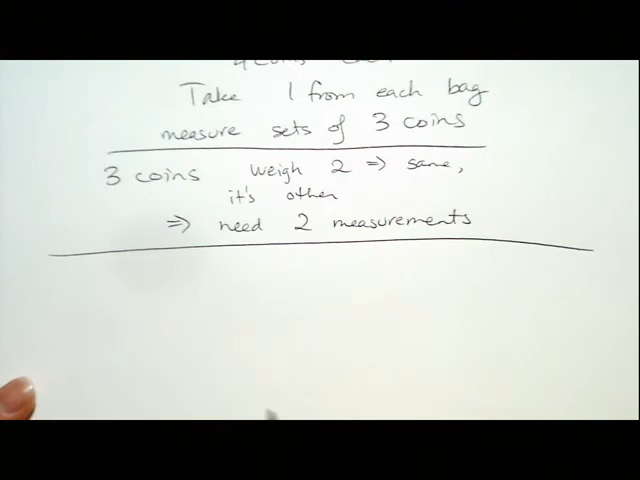 Take 1 from each bag
measure sets of 3 coins
3 coins weigh 2 ⇒ same,
it's other
⇒ need 2 measurements